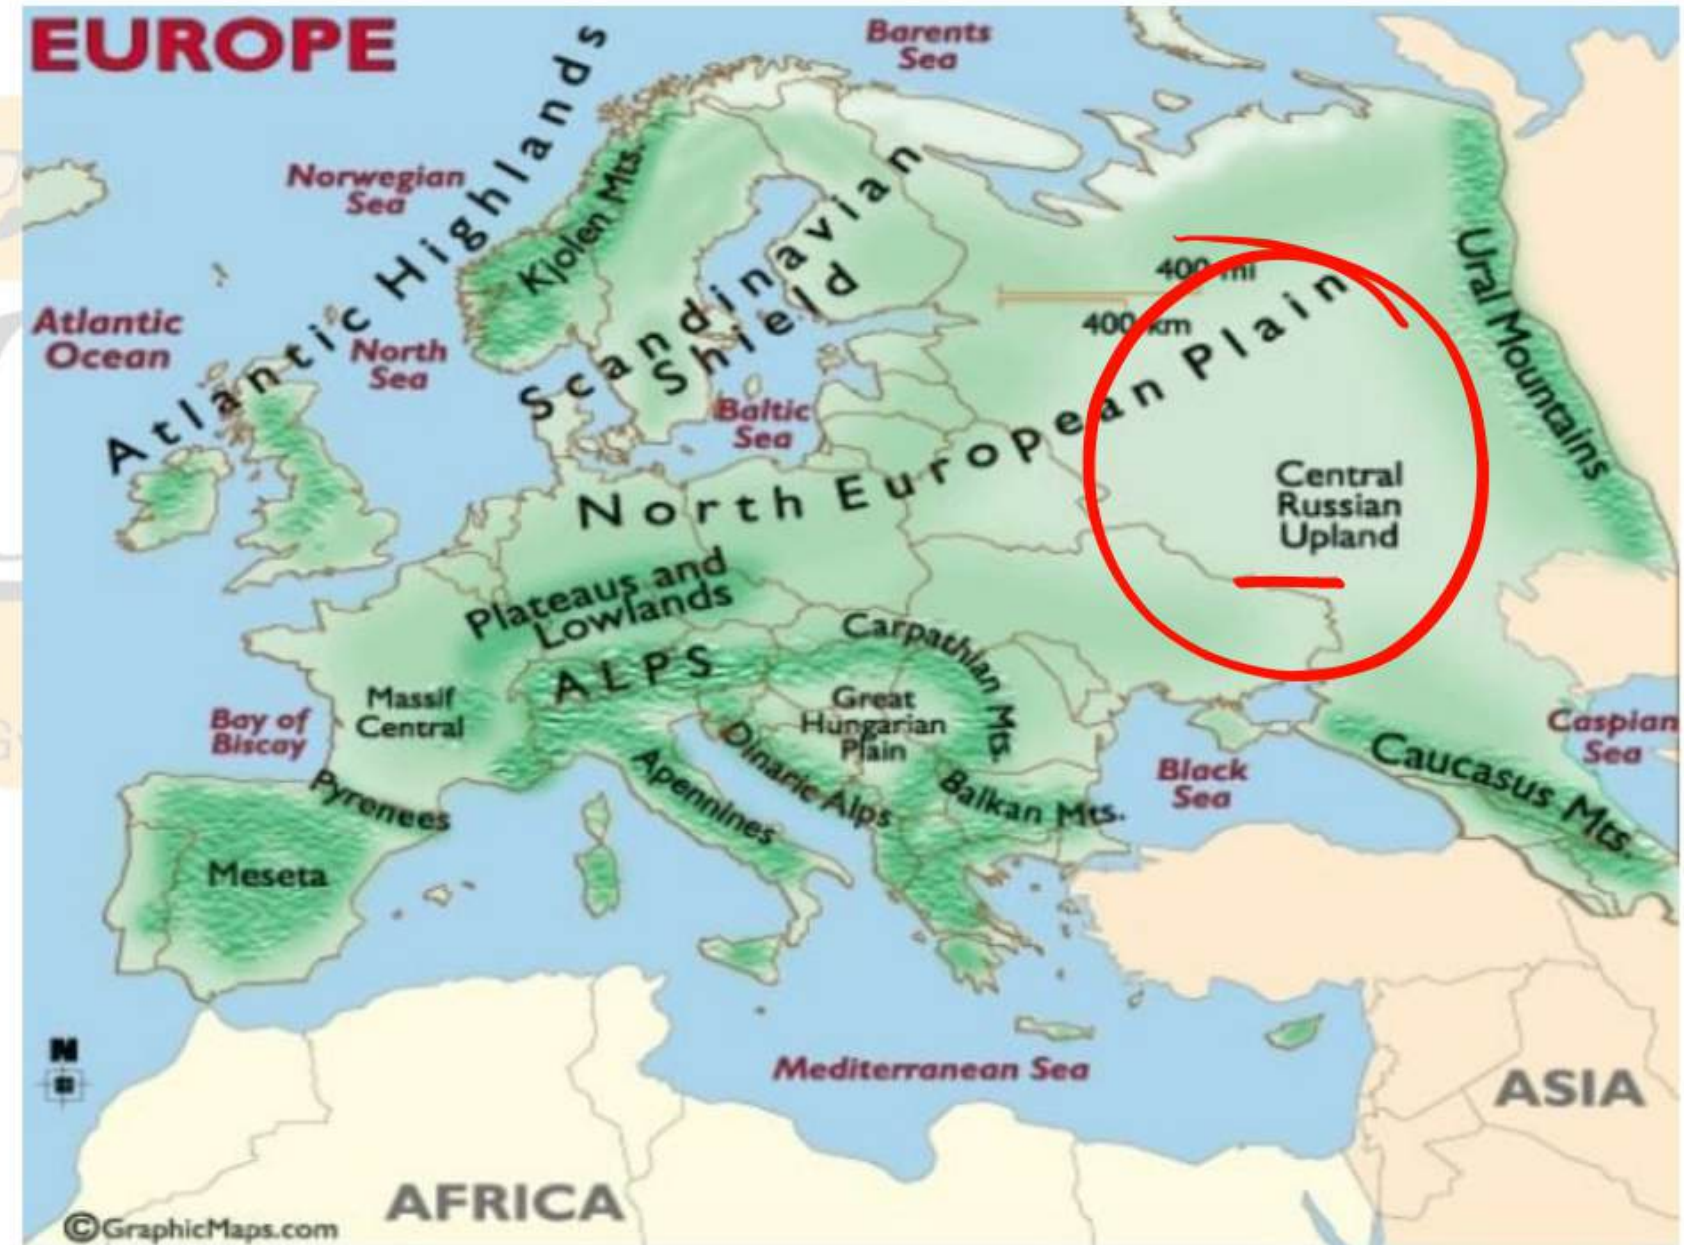 EUROPE
Barents
Sea
Norwegian
Sea
Atlantic Highlands
Kjolen Mts.
Scandinavian
Shield
400 mi
400 km
Ural Mountains
Atlantic
Ocean
North
Sea
Baltic
Sea
North European Plain
Central
Russian
Upland
Plateaus and
Lowlands
Carpathian Mts.
ALPS
Massif
Central
Great
Hungarian
Plain
Bay of
Biscay
Dinaric Alps
Apennines
Pyrenees
Balkan Mts.
Black
Sea
Caspian
Sea
Caucasus Mts.
Meseta
N
Mediterranean Sea
ASIA
AFRICA
©GraphicMaps.com